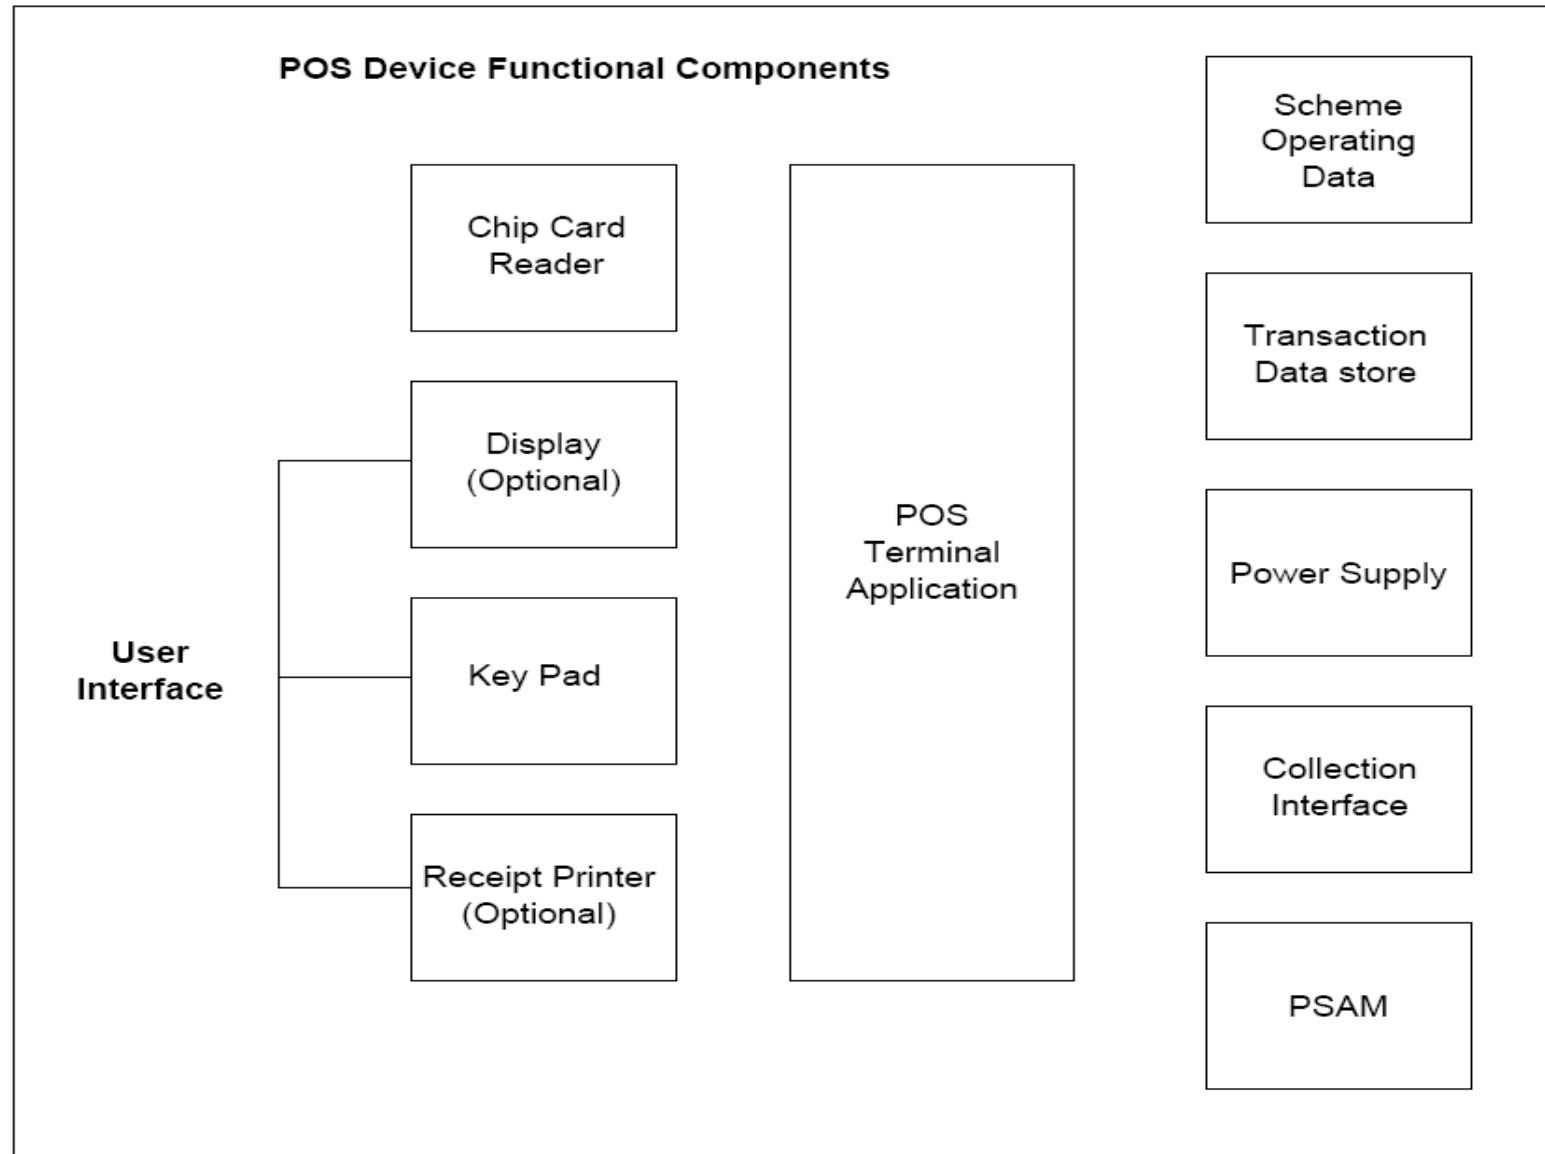 POS Device Functional Components
Chip Card
Reader
Display
(Optional)
Key Pad
Receipt Printer
(Optional)
User
Interface
POS
Terminal
Application
Scheme
Operating
Data
Transaction
Data store
Power Supply
Collection
Interface
PSAM